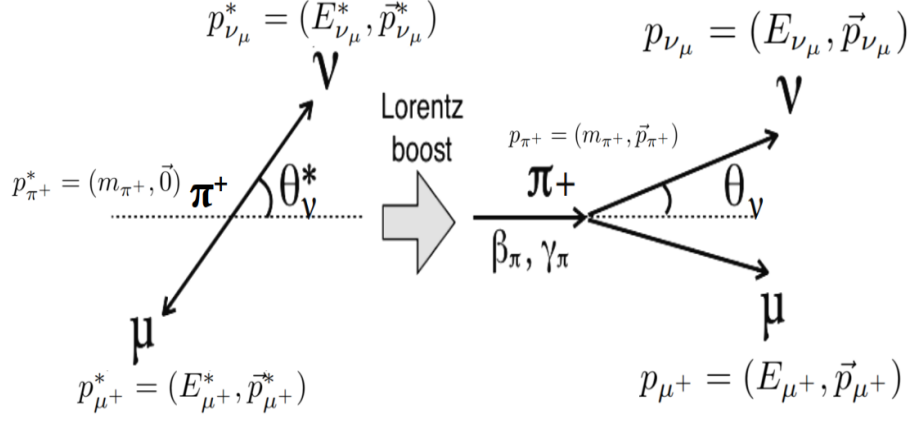 p*_{ν_μ} = (E*_{ν_μ}, p⃗*_{ν_μ})
ν
p*_{π⁺} = (m_{π⁺}, 0⃗)
π⁺
θ*_ν
μ
p*_{μ⁺} = (E*_{μ⁺}, p⃗*_{μ⁺})
Lorentz
boost
p_{ν_μ} = (E_{ν_μ}, p⃗_{ν_μ})
ν
p_{π⁺} = (m_{π⁺}, p⃗_{π⁺})
π+
θ_ν
β_π, γ_π
μ
p_{μ⁺} = (E_{μ⁺}, p⃗_{μ⁺})